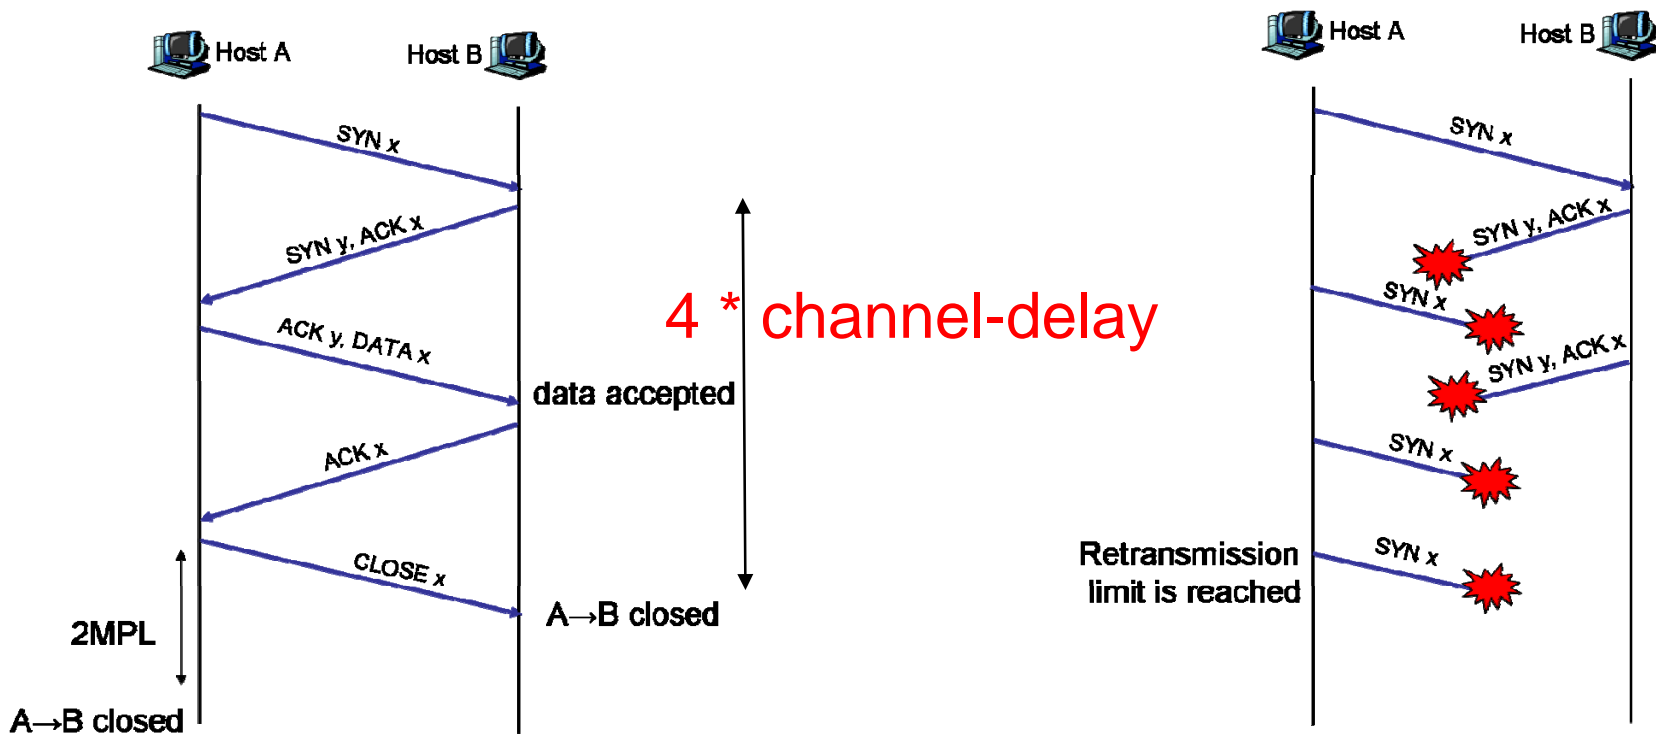 Host A
Host B
SYN x
SYN y, ACK x
ACK y, DATA x
data accepted
ACK x
CLOSE x
A→B closed
2MPL
A→B closed
4 * channel-delay
Host A
Host B
SYN x
SYN y, ACK x
SYN x
SYN y, ACK x
SYN x
Retransmission
limit is reached
SYN x